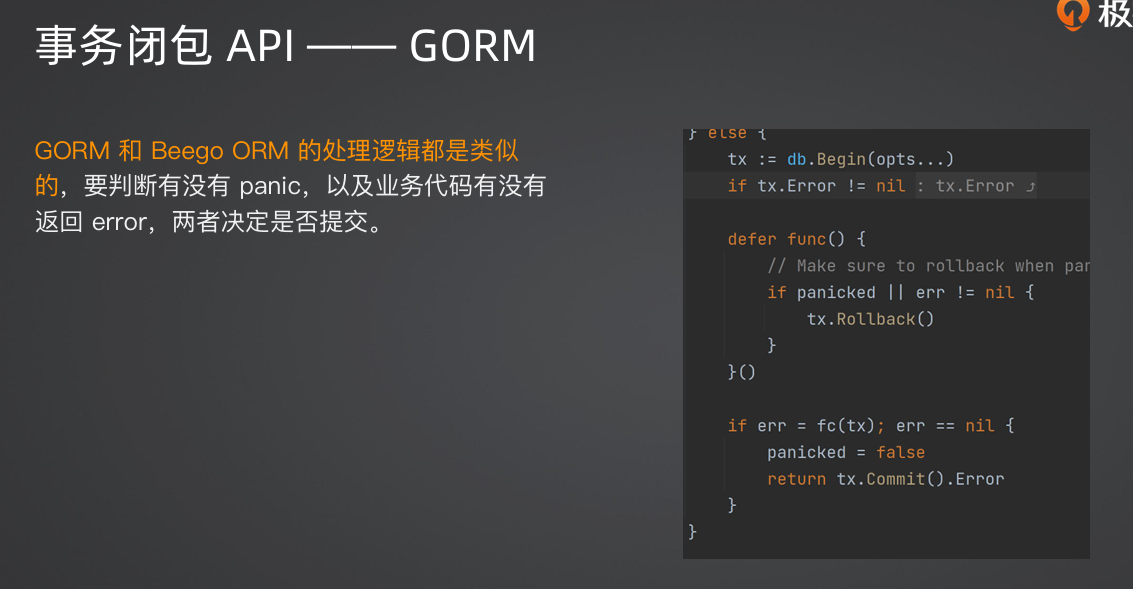 事务闭包 API —— GORM
极
GORM 和 Beego ORM 的处理逻辑都是类似
的，要判断有没有 panic，以及业务代码有没有
返回 error，两者决定是否提交。
} else {
tx := db.Begin(opts...)
if tx.Error != nil : tx.Error ⤴
defer func() {
// Make sure to rollback when pan
if panicked || err != nil {
tx.Rollback()
}
}()
if err = fc(tx); err == nil {
panicked = false
return tx.Commit().Error
}
}